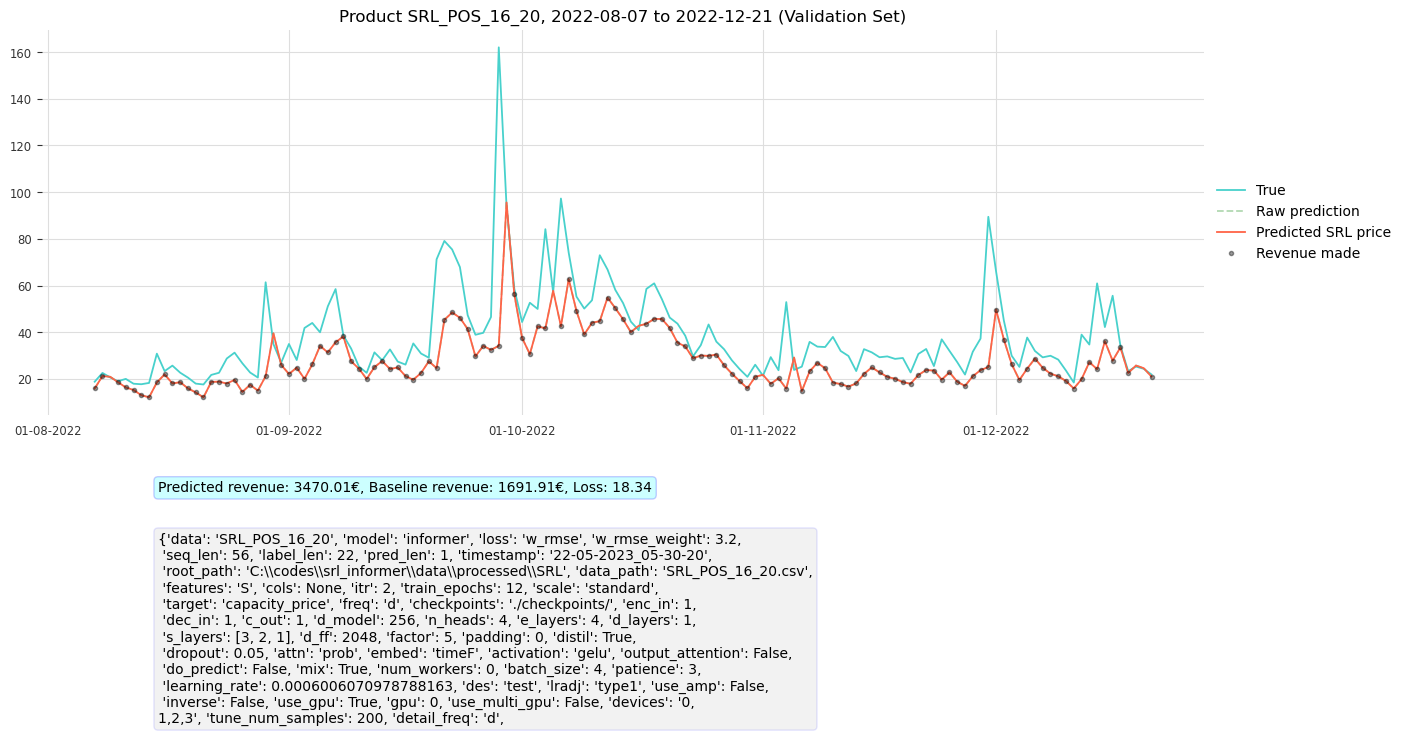 Product SRL_POS_16_20, 2022-08-07 to 2022-12-21 (Validation Set)
160
140
120
100
80
60
40
20
01-08-2022
01-09-2022
01-10-2022
01-11-2022
01-12-2022
True
Raw prediction
Predicted SRL price
Revenue made
Predicted revenue: 3470.01€, Baseline revenue: 1691.91€, Loss: 18.34
{'data': 'SRL_POS_16_20', 'model': 'informer', 'loss': 'w_rmse', 'w_rmse_weight': 3.2,
'seq_len': 56, 'label_len': 22, 'pred_len': 1, 'timestamp': '22-05-2023_05-30-20',
'root_path': 'C:\\codes\\srl_informer\\data\\processed\\SRL', 'data_path': 'SRL_POS_16_20.csv',
'features': 'S', 'cols': None, 'itr': 2, 'train_epochs': 12, 'scale': 'standard',
'target': 'capacity_price', 'freq': 'd', 'checkpoints': './checkpoints/', 'enc_in': 1,
'dec_in': 1, 'c_out': 1, 'd_model': 256, 'n_heads': 4, 'e_layers': 4, 'd_layers': 1,
's_layers': [3, 2, 1], 'd_ff': 2048, 'factor': 5, 'padding': 0, 'distil': True,
'dropout': 0.05, 'attn': 'prob', 'embed': 'timeF', 'activation': 'gelu', 'output_attention': False,
'do_predict': False, 'mix': True, 'num_workers': 0, 'batch_size': 4, 'patience': 3,
'learning_rate': 0.0006006070978788163, 'des': 'test', 'lradj': 'type1', 'use_amp': False,
'inverse': False, 'use_gpu': True, 'gpu': 0, 'use_multi_gpu': False, 'devices': '0,
1,2,3', 'tune_num_samples': 200, 'detail_freq': 'd',